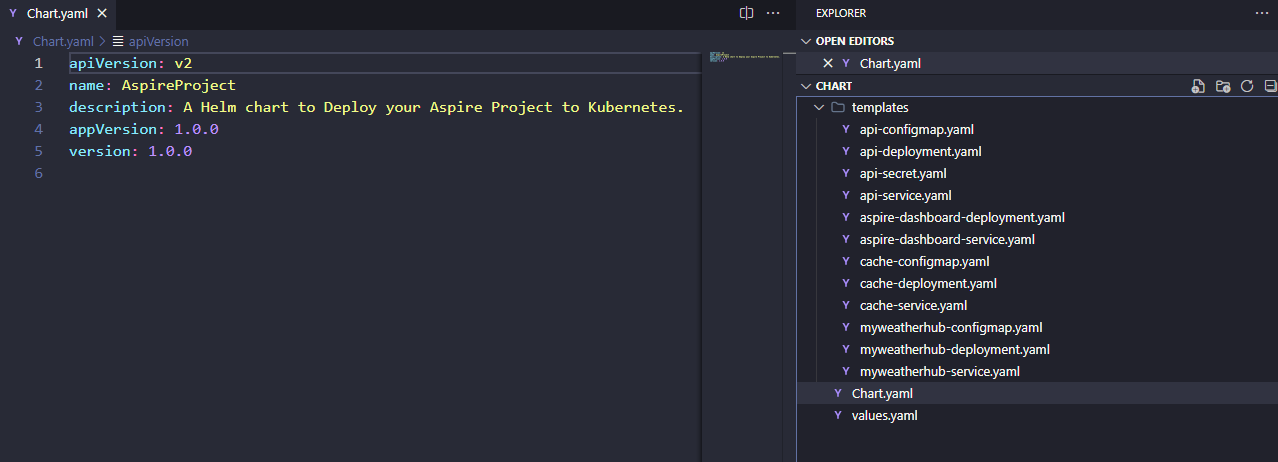 Chart.yaml
Chart.yaml > apiVersion
1 apiVersion: v2
2 name: AspireProject
3 description: A Helm chart to Deploy your Aspire Project to Kubernetes.
4 appVersion: 1.0.0
5 version: 1.0.0
6
EXPLORER
OPEN EDITORS
Chart.yaml
CHART
templates
api-configmap.yaml
api-deployment.yaml
api-secret.yaml
api-service.yaml
aspire-dashboard-deployment.yaml
aspire-dashboard-service.yaml
cache-configmap.yaml
cache-deployment.yaml
cache-service.yaml
myweatherhub-configmap.yaml
myweatherhub-deployment.yaml
myweatherhub-service.yaml
Chart.yaml
values.yaml